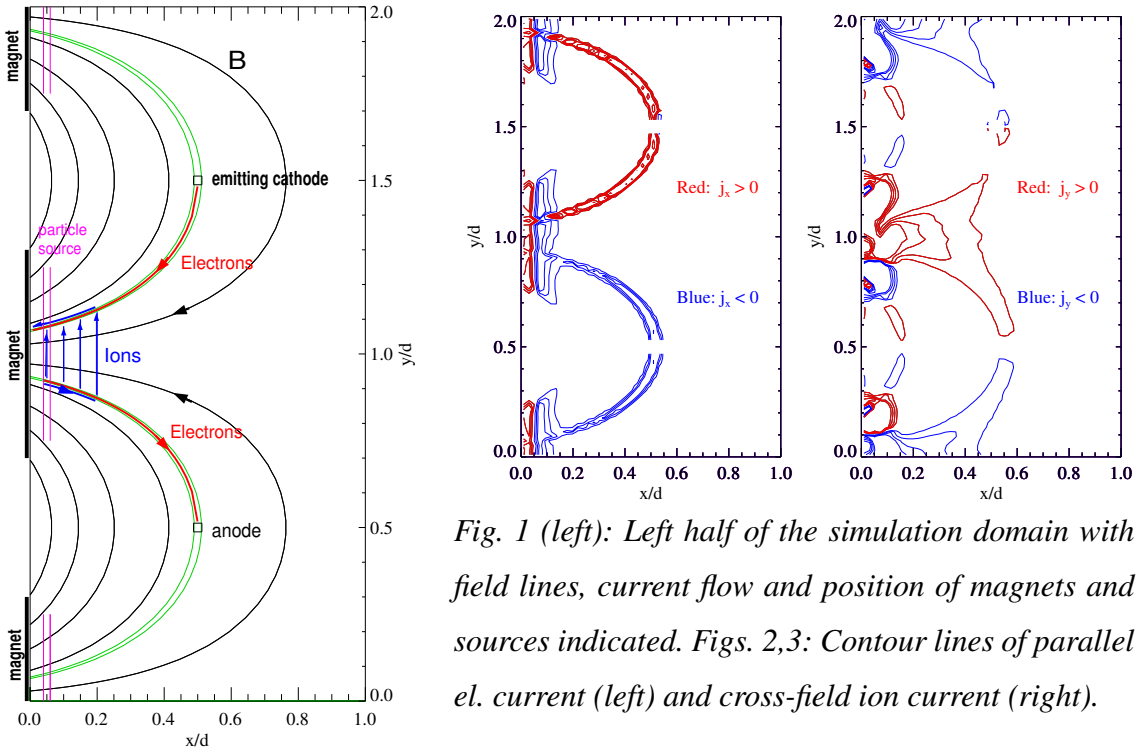 magnet
magnet
magnet
B
emitting cathode
particle
source
Electrons
Ions
Electrons
anode
2.0
1.5
1.0
0.5
0.0
y/d
0.0 0.2 0.4 0.6 0.8 1.0
x/d
2.0
1.5
1.0
0.5
0.0
y/d
Red: jx > 0
Blue: jx < 0
0.0 0.2 0.4 0.6 0.8 1.0
x/d
2.0
1.5
1.0
0.5
0.0
y/d
Red: jy > 0
Blue: jy < 0
0.0 0.2 0.4 0.6 0.8 1.0
x/d
Fig. 1 (left): Left half of the simulation domain with
field lines, current flow and position of magnets and
sources indicated. Figs. 2,3: Contour lines of parallel
el. current (left) and cross-field ion current (right).